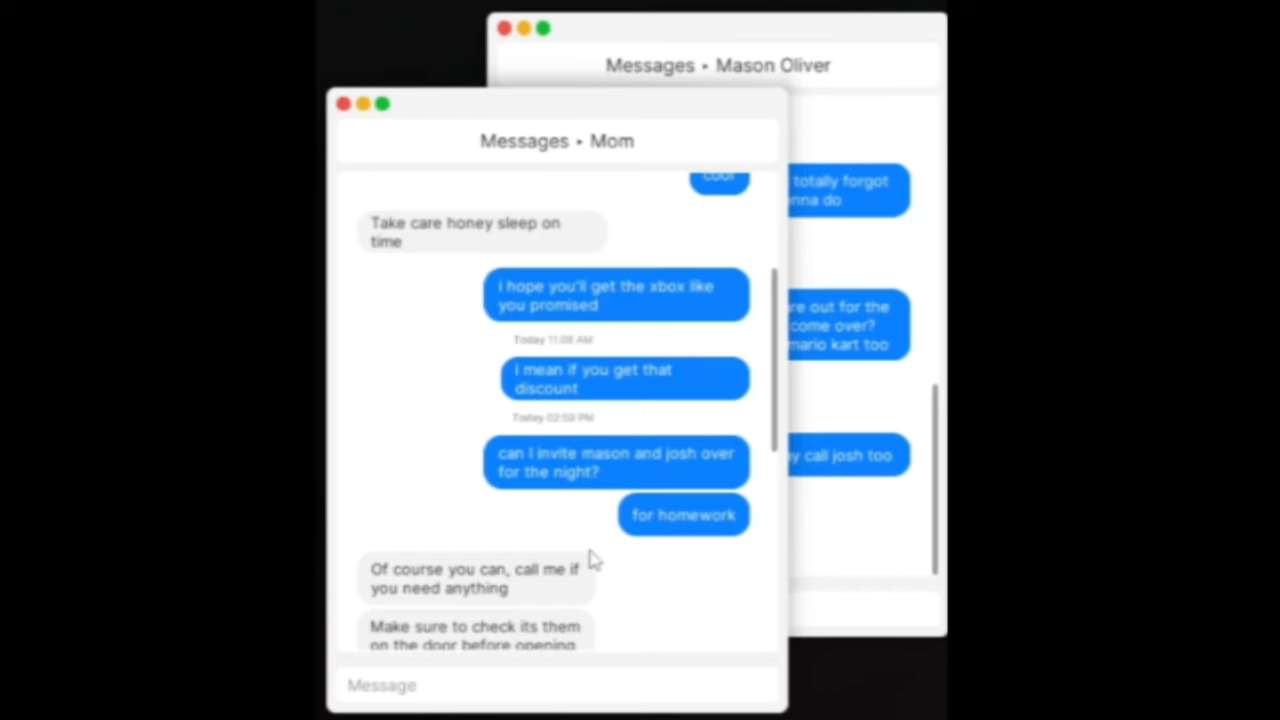 Messages • Mason Oliver
totally forgot
nna do
re out for the
come over?
mario kart too
y call josh too
Messages • Mom
cool
Take care honey sleep on
time
i hope you'll get the xbox like
you promised
Today 11:08 AM
i mean if you get that
discount
Today 02:59 PM
can I invite mason and josh over
for the night?
for homework
Of course you can, call me if
you need anything
Make sure to check its them
on the door before opening
Message